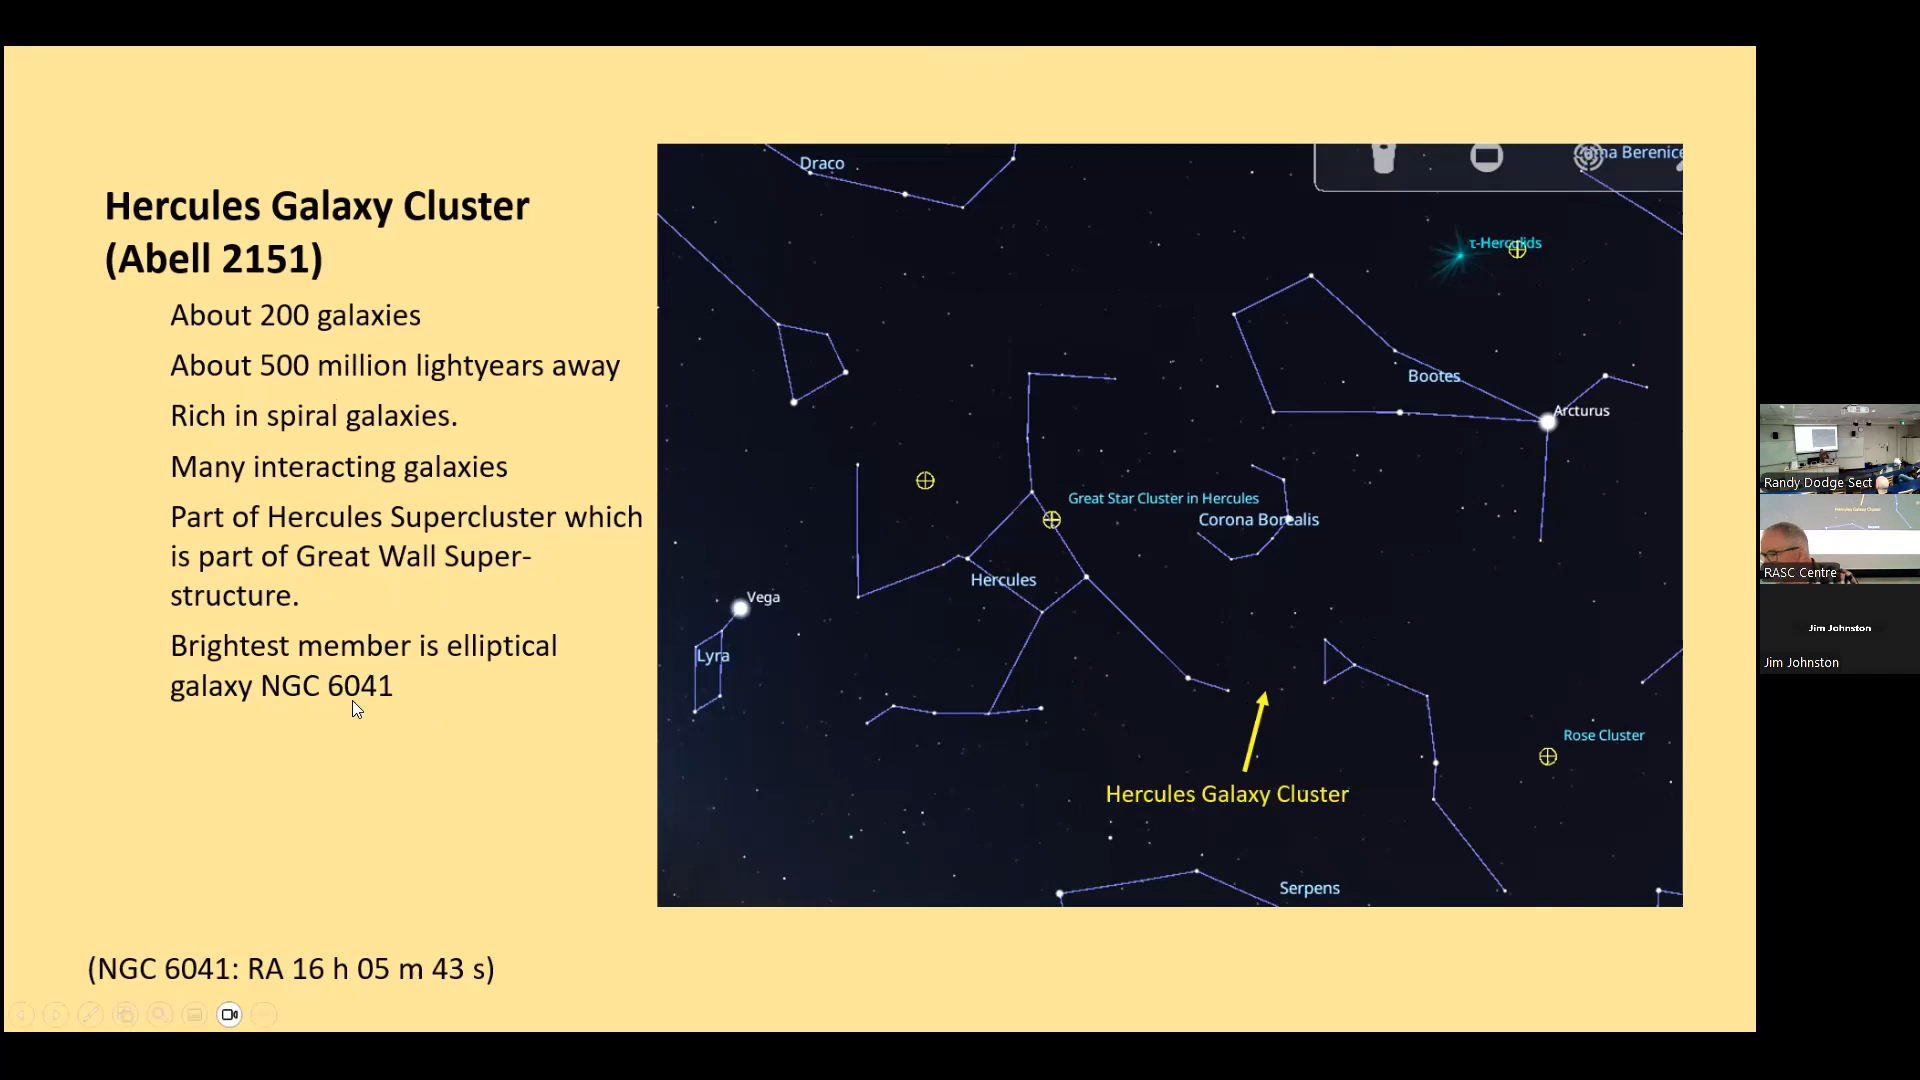 Hercules Galaxy Cluster
(Abell 2151)
About 200 galaxies
About 500 million lightyears away
Rich in spiral galaxies.
Many interacting galaxies
Part of Hercules Supercluster which
is part of Great Wall Super-
structure.
Brightest member is elliptical
galaxy NGC 6041
(NGC 6041: RA 16 h 05 m 43 s)
Draco
τ-Herculids
Bootes
Arcturus
Great Star Cluster in Hercules
Corona Borealis
Hercules
Vega
Lyra
Rose Cluster
Hercules Galaxy Cluster
Serpens
Randy Dodge Sect
RASC Centre
Jim Johnston
Jim Johnston